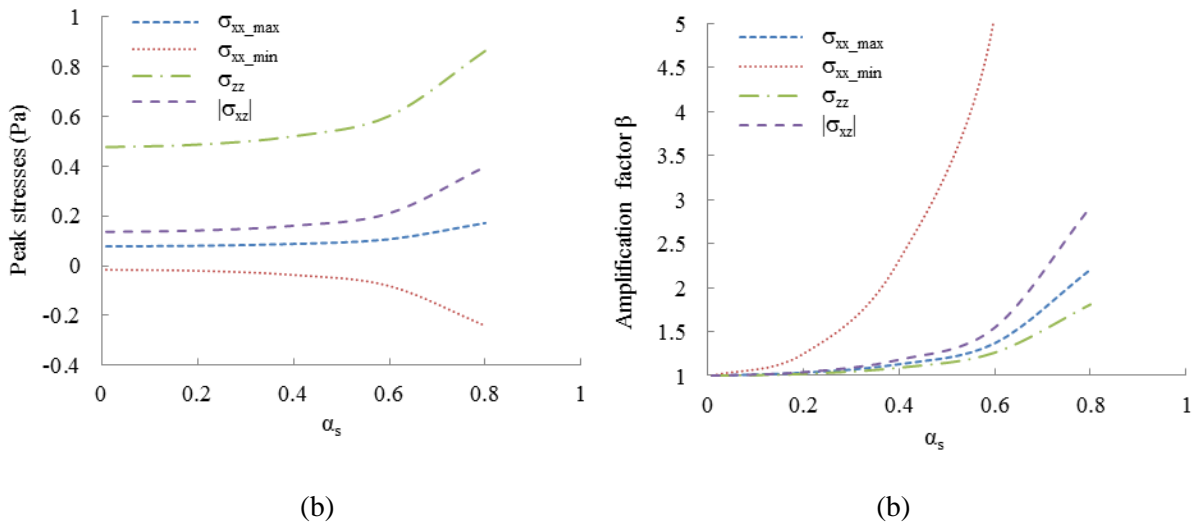 Peak stresses (Pa)
1
0.8
0.6
0.4
0.2
0
-0.2
-0.4
σxx_max
σxx_min
σzz
|σxz|
0 0.2 0.4 0.6 0.8 1
αs
(b)
Amplification factor β
5
4.5
4
3.5
3
2.5
2
1.5
1
σxx_max
σxx_min
σzz
|σxz|
0 0.2 0.4 0.6 0.8 1
αs
(b)